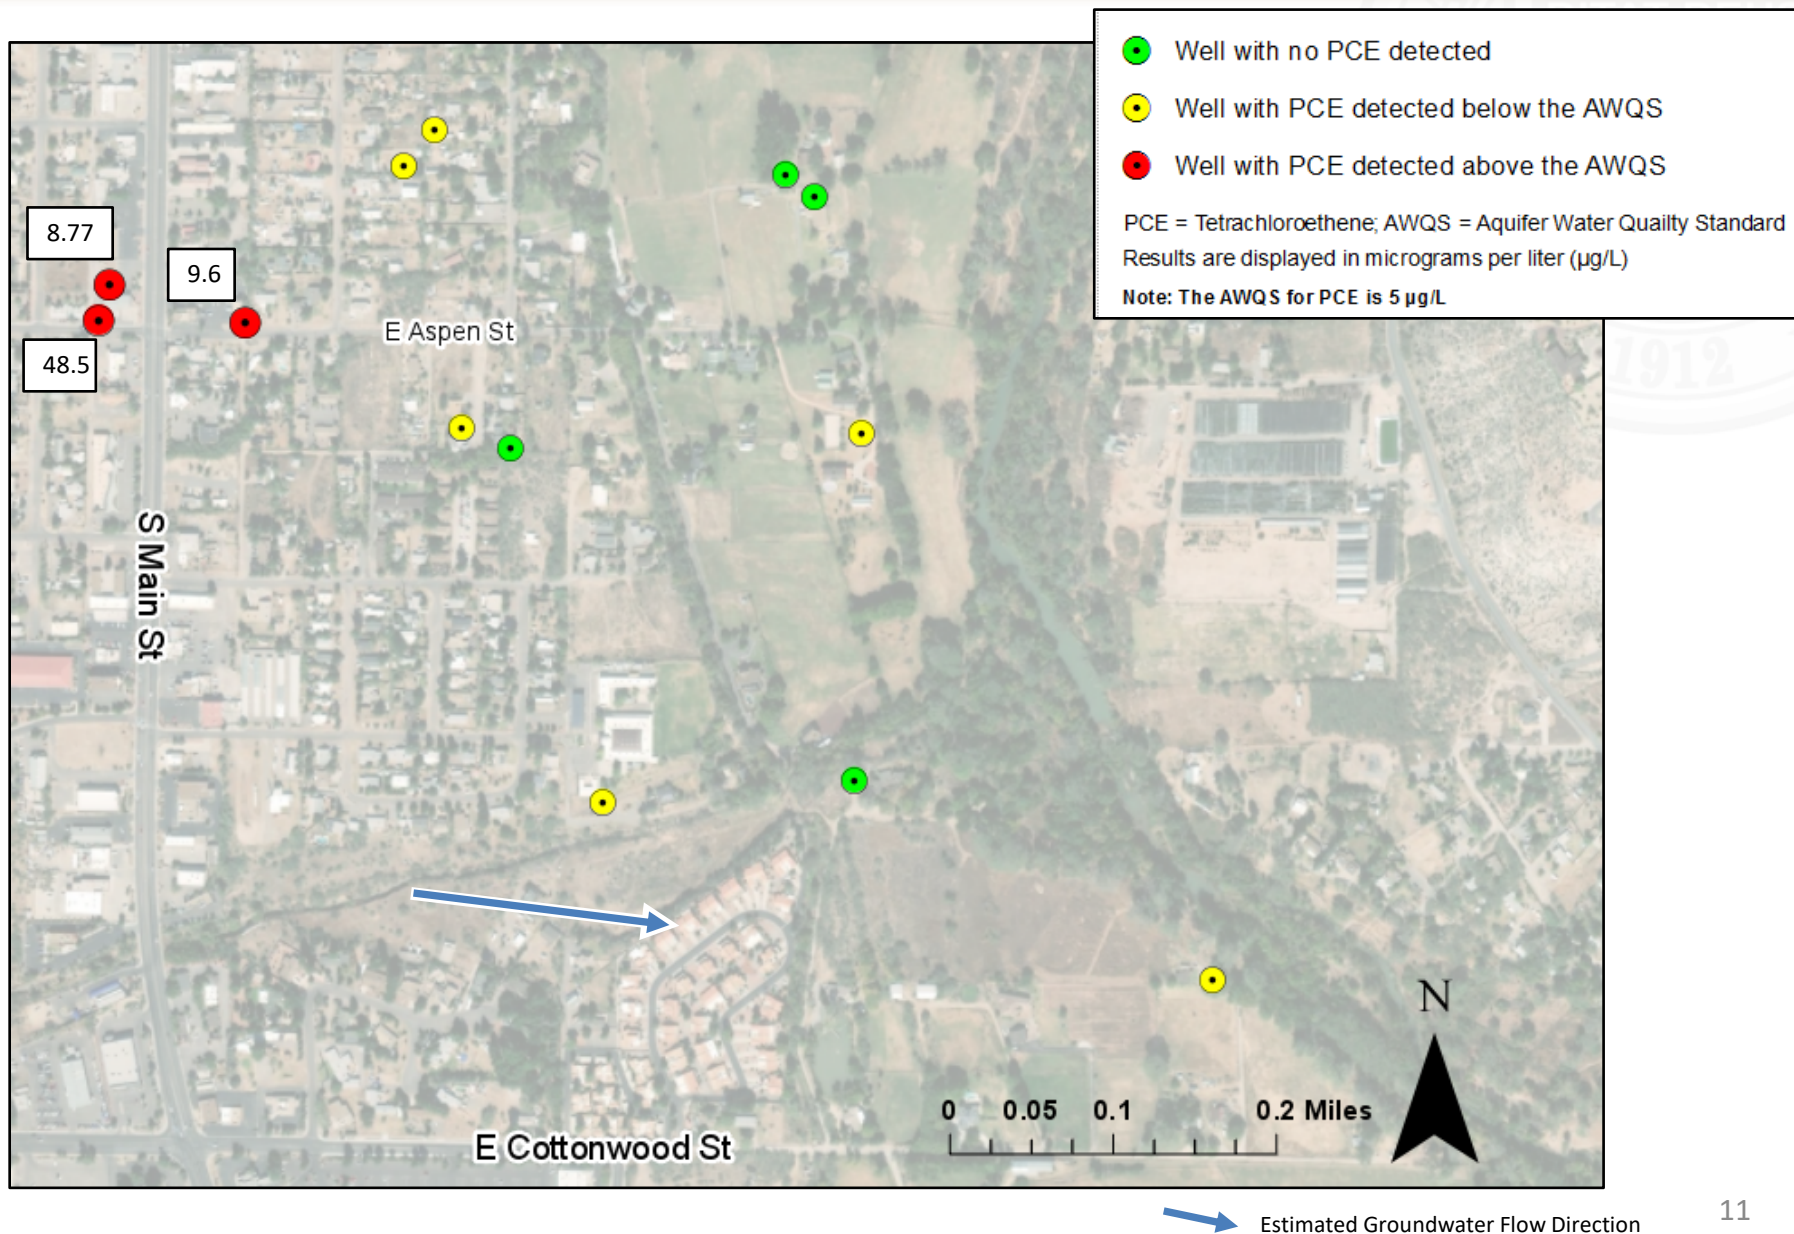 Well with no PCE detected
Well with PCE detected below the AWQS
Well with PCE detected above the AWQS
PCE = Tetrachloroethene; AWQS = Aquifer Water Quailty Standard
Results are displayed in micrograms per liter (µg/L)
Note: The AWQS for PCE is 5 µg/L
8.77
9.6
48.5
E Aspen St
1912
S Main St
N
0 0.05 0.1 0.2 Miles
E Cottonwood St
Estimated Groundwater Flow Direction
11